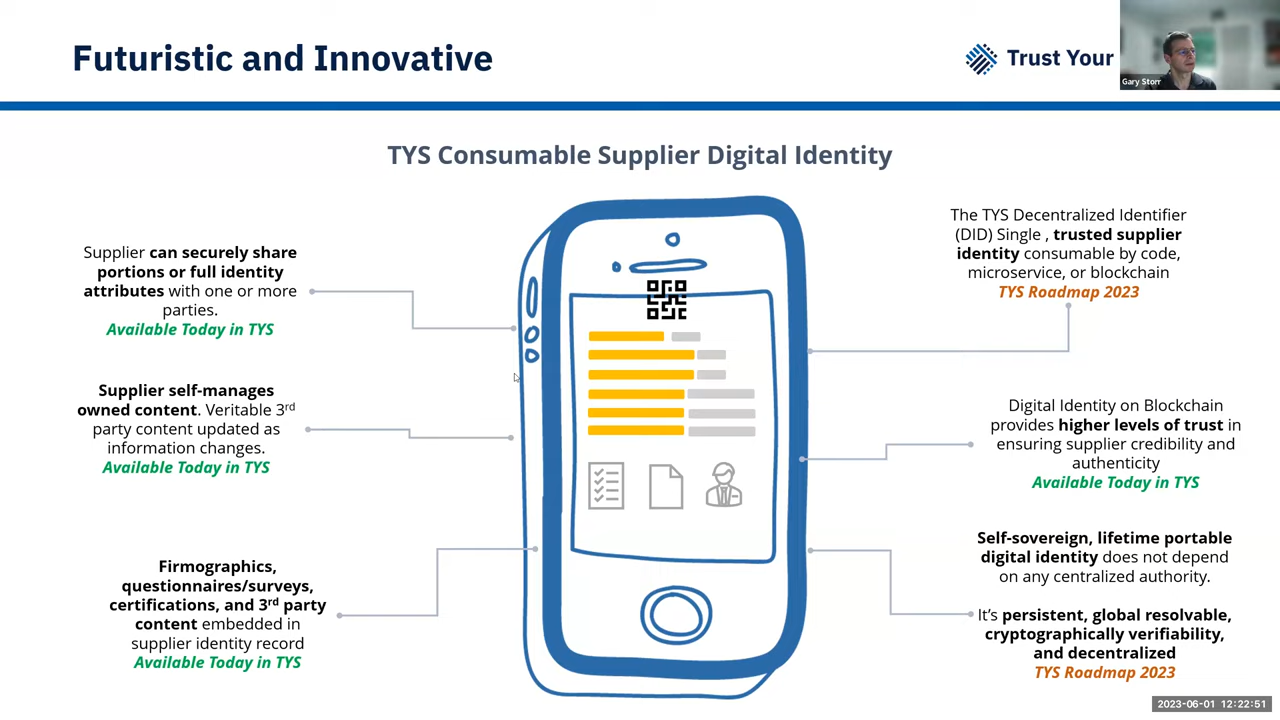 Futuristic and Innovative
Trust Your
Gary Storr
TYS Consumable Supplier Digital Identity
Supplier can securely share
portions or full identity
attributes with one or more
parties.
Available Today in TYS
Supplier self-manages
owned content. Veritable 3rd
party content updated as
information changes.
Available Today in TYS
Firmographics,
questionnaires/surveys,
certifications, and 3rd party
content embedded in
supplier identity record
Available Today in TYS
The TYS Decentralized Identifier
(DID) Single , trusted supplier
identity consumable by code,
microservice, or blockchain
TYS Roadmap 2023
Digital Identity on Blockchain
provides higher levels of trust in
ensuring supplier credibility and
authenticity
Available Today in TYS
Self-sovereign, lifetime portable
digital identity does not depend
on any centralized authority.
It’s persistent, global resolvable,
cryptographically verifiability,
and decentralized
TYS Roadmap 2023
2023-06-01 12:22:51